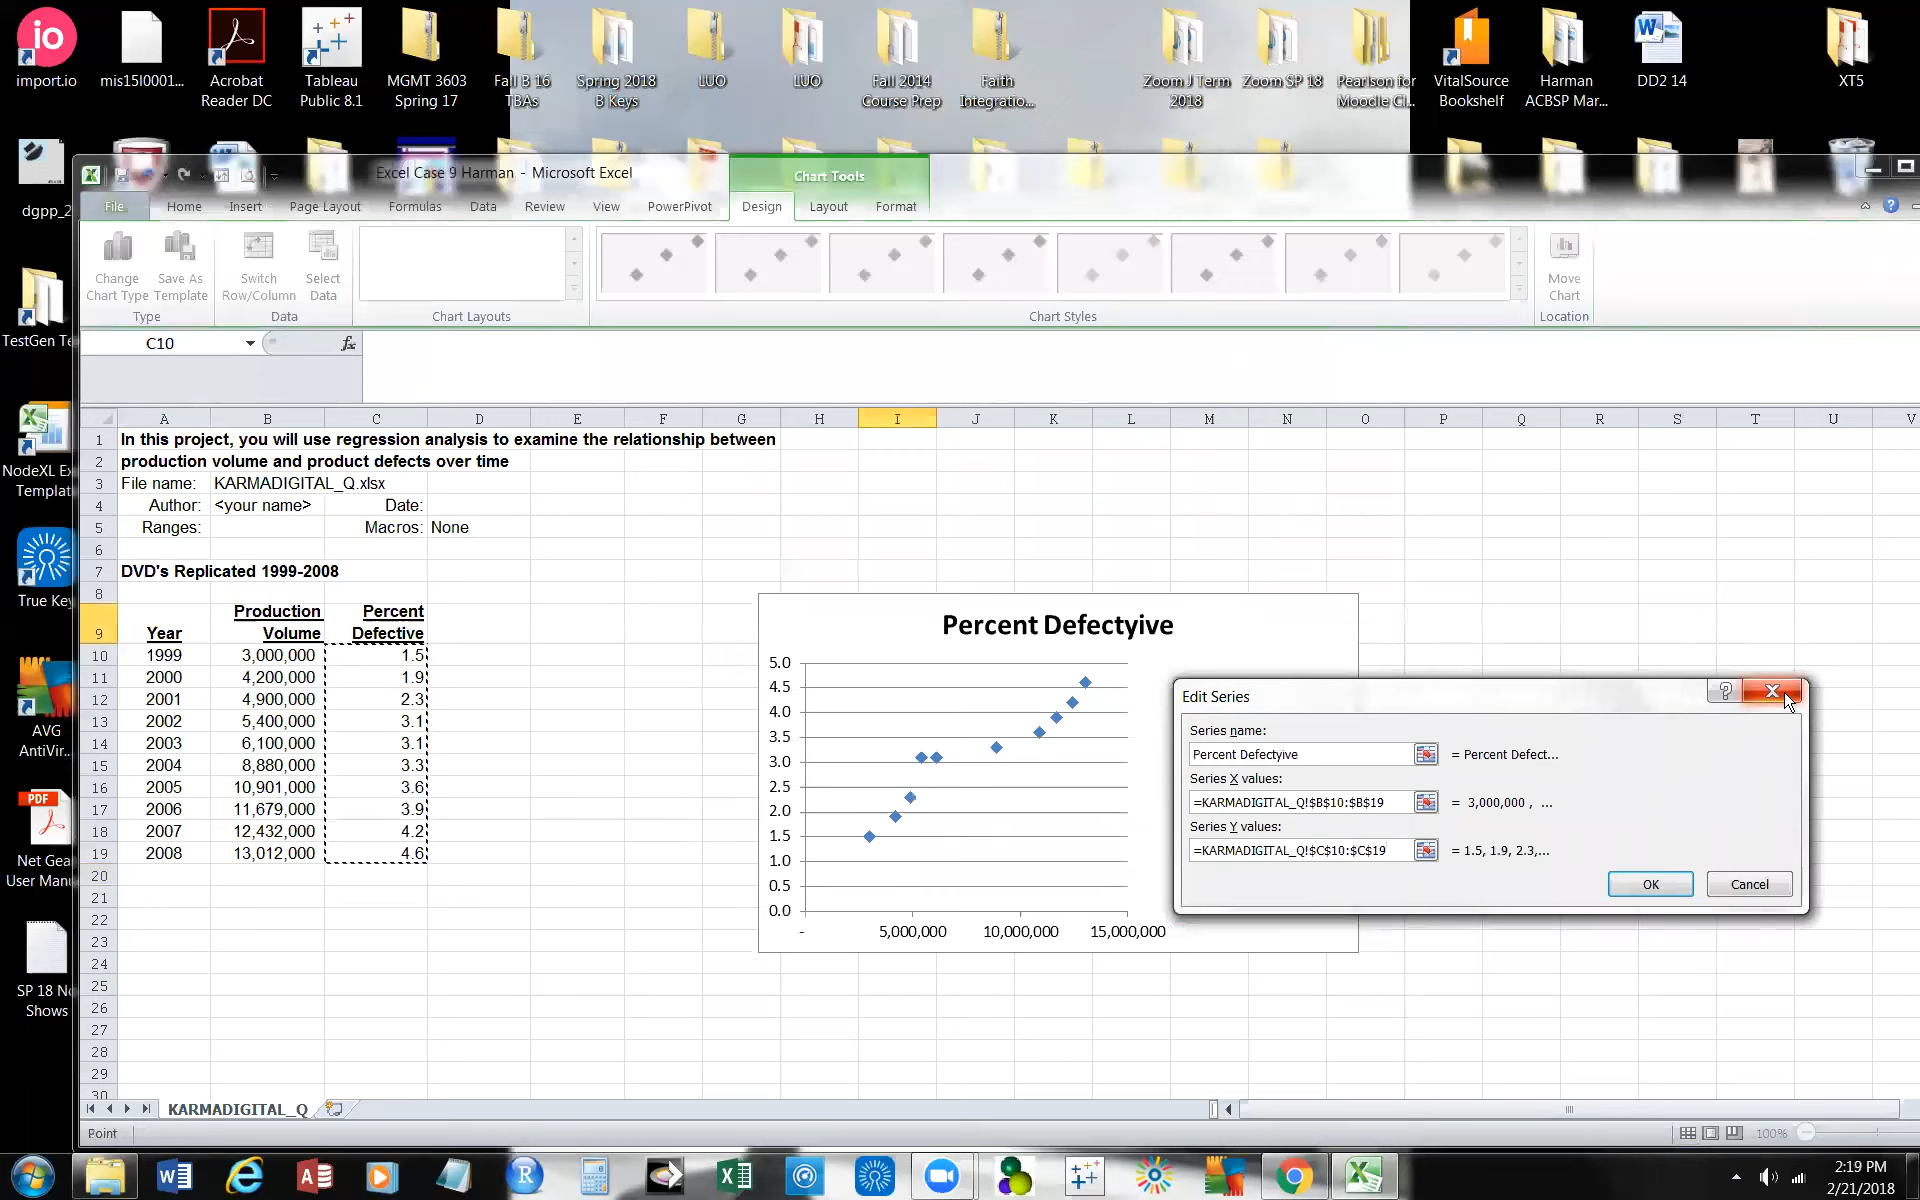 import.io
mis15l0001...
Acrobat
Reader DC
Tableau
Public 8.1
MGMT 3603
Spring 17
Fall B 16
TBAs
Spring 2018
B Keys
LUO
LUO
Fall 2014
Course Prep
Faith
Integratio...
Zoom J Term
2018
Zoom SP 18
Pearlson for
Moodle Cl...
VitalSource
Bookshelf
Harman
ACBSP Mar...
DD2 14
XT5
dgpp_2
TestGen Te
NodeXL Ex
Template
True Key
AVG
AntiVir...
PDF
Net Gea
User Manu
SP 18 No
Shows
Excel Case 9 Harman - Microsoft Excel
Chart Tools
File
Home
Insert
Page Layout
Formulas
Data
Review
View
PowerPivot
Design
Layout
Format
Change
Chart Type
Save As
Template
Switch
Row/Column
Select
Data
Move
Chart
Type
Data
Chart Layouts
Chart Styles
Location
C10
fx
A B C D E F G H I J K L M N O P Q R S T U V
1 In this project, you will use regression analysis to examine the relationship between
2 production volume and product defects over time
3 File name: KARMADIGITAL_Q.xlsx
4 Author: <your name> Date:
5 Ranges: Macros: None
6
7 DVD's Replicated 1999-2008
8
Production Percent
9 Year Volume Defective
10 1999 3,000,000 1.5
11 2000 4,200,000 1.9
12 2001 4,900,000 2.3
13 2002 5,400,000 3.1
14 2003 6,100,000 3.1
15 2004 8,880,000 3.3
16 2005 10,901,000 3.6
17 2006 11,679,000 3.9
18 2007 12,432,000 4.2
19 2008 13,012,000 4.6
20
21
22
23
24
25
26
27
28
29
30
Percent Defectyive
5.0
4.5
4.0
3.5
3.0
2.5
2.0
1.5
1.0
0.5
0.0
- 5,000,000 10,000,000 15,000,000
Edit Series
Series name:
Percent Defectyive = Percent Defect...
Series X values:
=KARMADIGITAL_Q!$B$10:$B$19 = 3,000,000 , ...
Series Y values:
=KARMADIGITAL_Q!$C$10:$C$19 = 1.5, 1.9, 2.3,...
OK
Cancel
KARMADIGITAL_Q
Point
100%
2:19 PM
2/21/2018